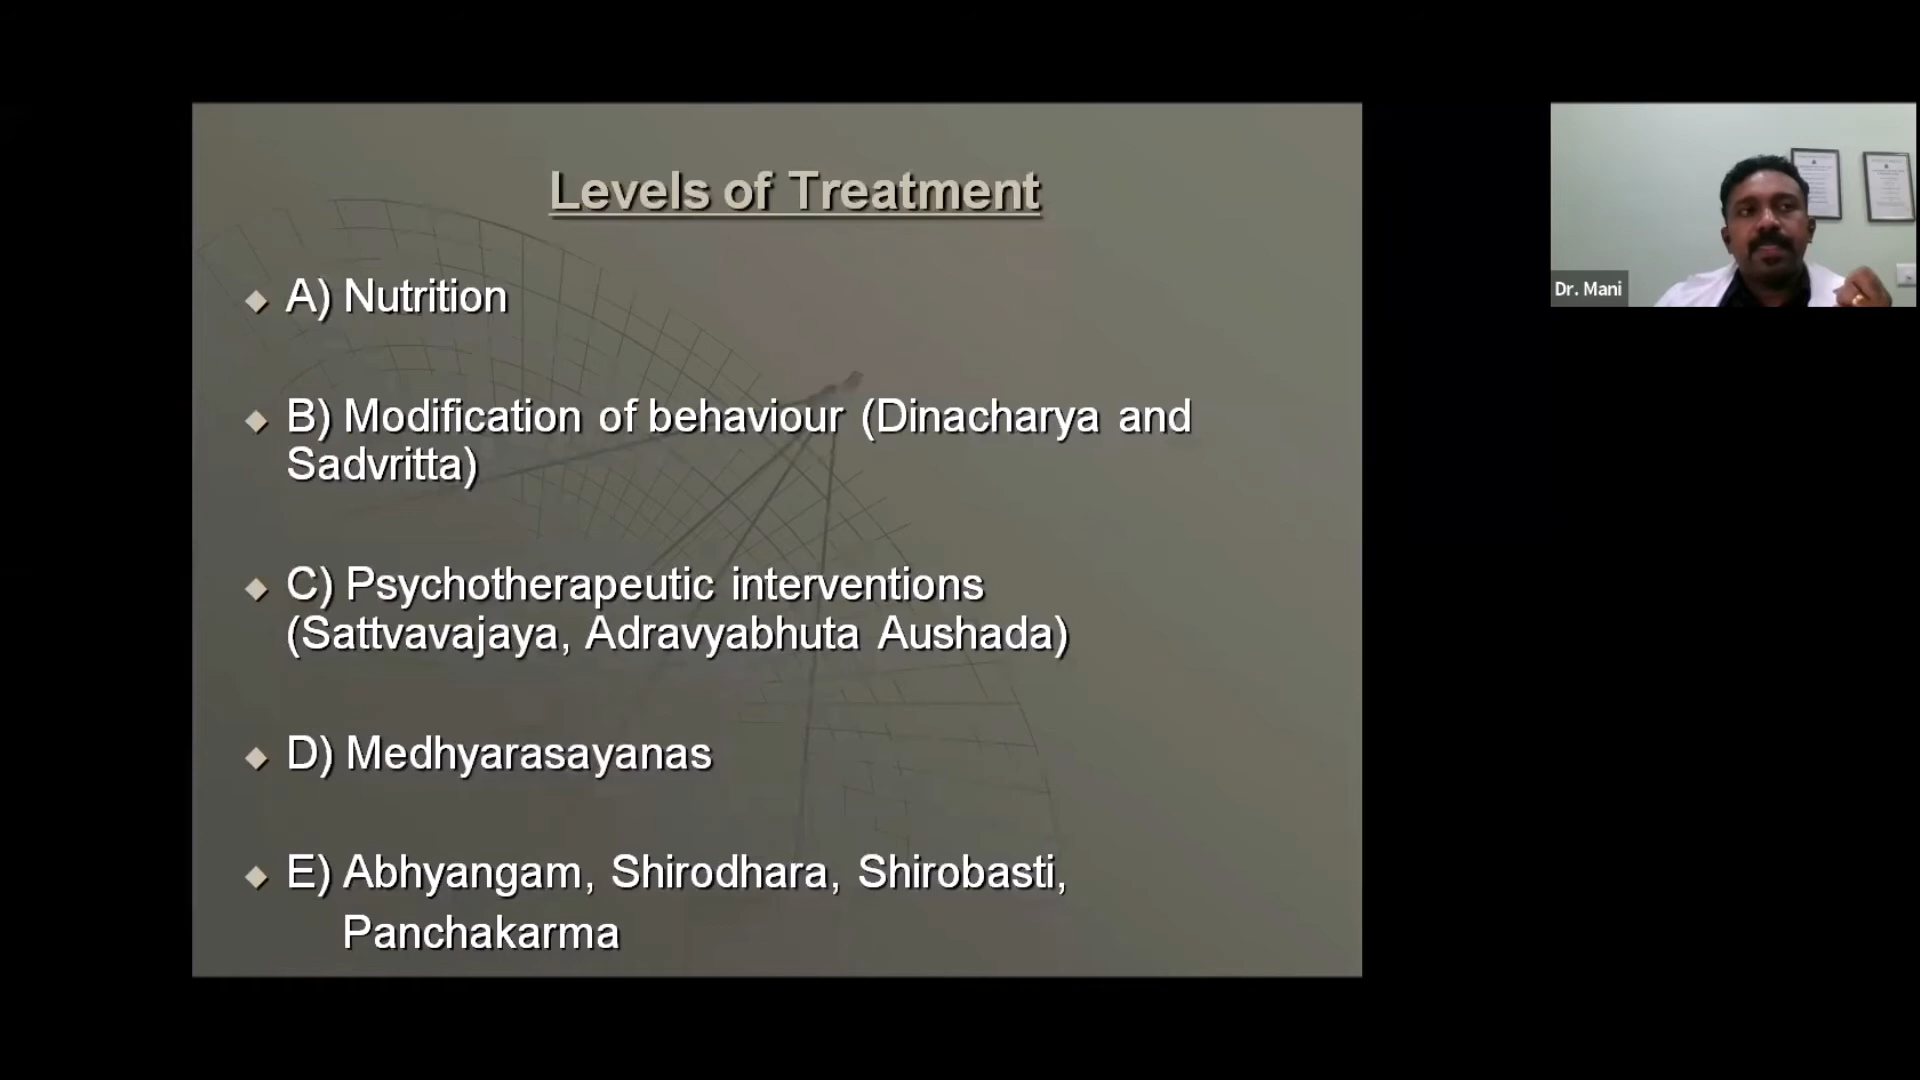 Levels of Treatment
A) Nutrition
B) Modification of behaviour (Dinacharya and
Sadvritta)
C) Psychotherapeutic interventions
(Sattvavajaya, Adravyabhuta Aushada)
D) Medhyarasayanas
E) Abhyangam, Shirodhara, Shirobasti,
Panchakarma
Dr. Mani